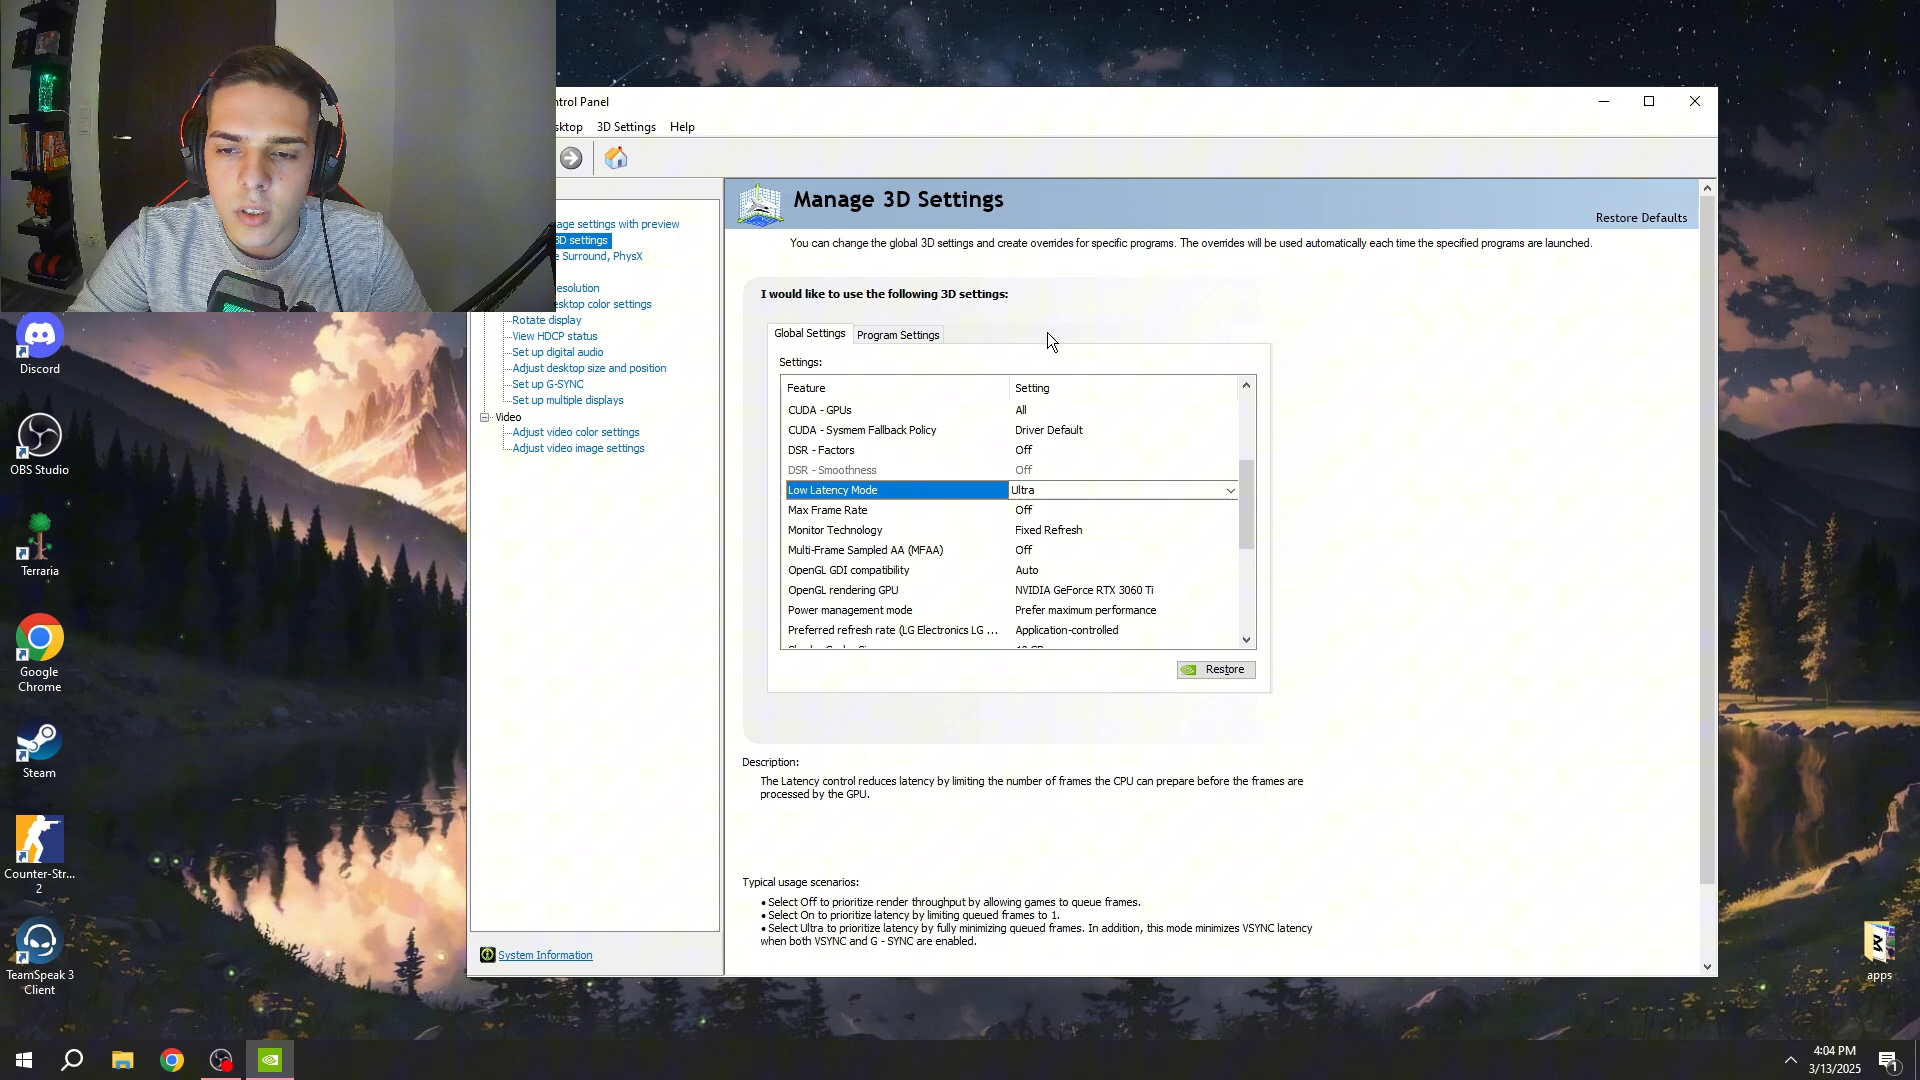 ntrol Panel
sktop 3D Settings Help
age settings with preview
3D settings
e Surround, PhysX
esolution
esktop color settings
Rotate display
View HDCP status
Set up digital audio
Adjust desktop size and position
Set up G-SYNC
Set up multiple displays
Video
Adjust video color settings
Adjust video image settings
System Information
Manage 3D Settings
Restore Defaults
You can change the global 3D settings and create overrides for specific programs. The overrides will be used automatically each time the specified programs are launched.
I would like to use the following 3D settings:
Global Settings Program Settings
Settings:
Feature Setting
CUDA - GPUs All
CUDA - Sysmem Fallback Policy Driver Default
DSR - Factors Off
DSR - Smoothness Off
Low Latency Mode Ultra
Max Frame Rate Off
Monitor Technology Fixed Refresh
Multi-Frame Sampled AA (MFAA) Off
OpenGL GDI compatibility Auto
OpenGL rendering GPU NVIDIA GeForce RTX 3060 Ti
Power management mode Prefer maximum performance
Preferred refresh rate (LG Electronics LG ... Application-controlled
Restore
Description:
The Latency control reduces latency by limiting the number of frames the CPU can prepare before the frames are
processed by the GPU.
Typical usage scenarios:
• Select Off to prioritize render throughput by allowing games to queue frames.
• Select On to prioritize latency by limiting queued frames to 1.
• Select Ultra to prioritize latency by fully minimizing queued frames. In addition, this mode minimizes VSYNC latency
when both VSYNC and G - SYNC are enabled.
Discord
OBS Studio
Terraria
Google
Chrome
Steam
Counter-Str...
2
TeamSpeak 3
Client
apps
4:04 PM
3/13/2025
1